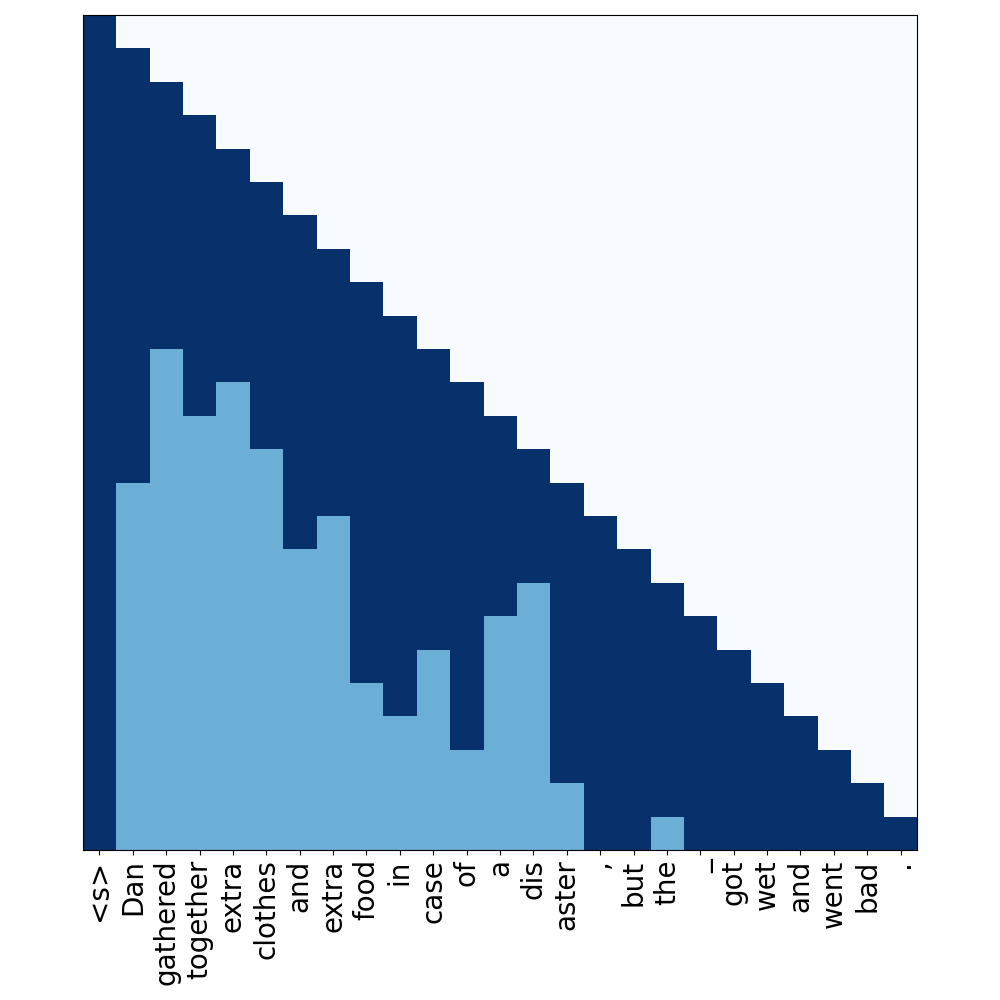 <s> Dan gathered together extra clothes and extra food in case of a dis aster , but the _ got wet and went bad .